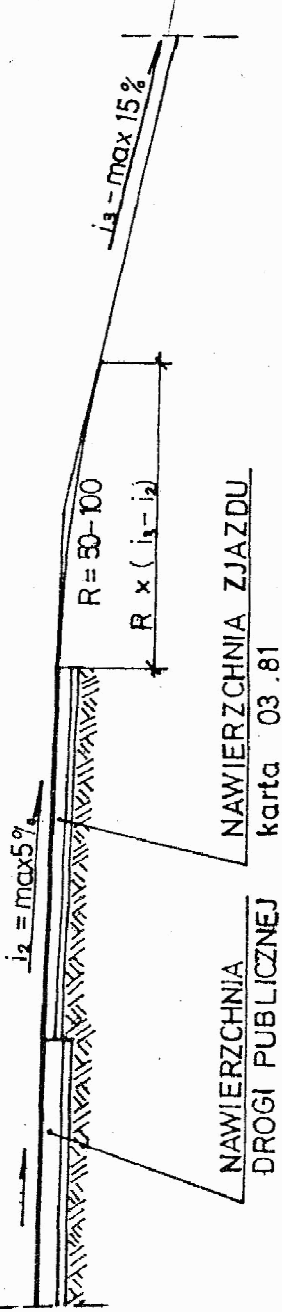 i₂ = max5%
i₃ - max 15%
R = 50-100
R x ( i₃ - i₂)
NAWIERZCHNIA
DROGI PUBLICZNEJ
NAWIERZCHNIA ZJAZDU
karta 03.81